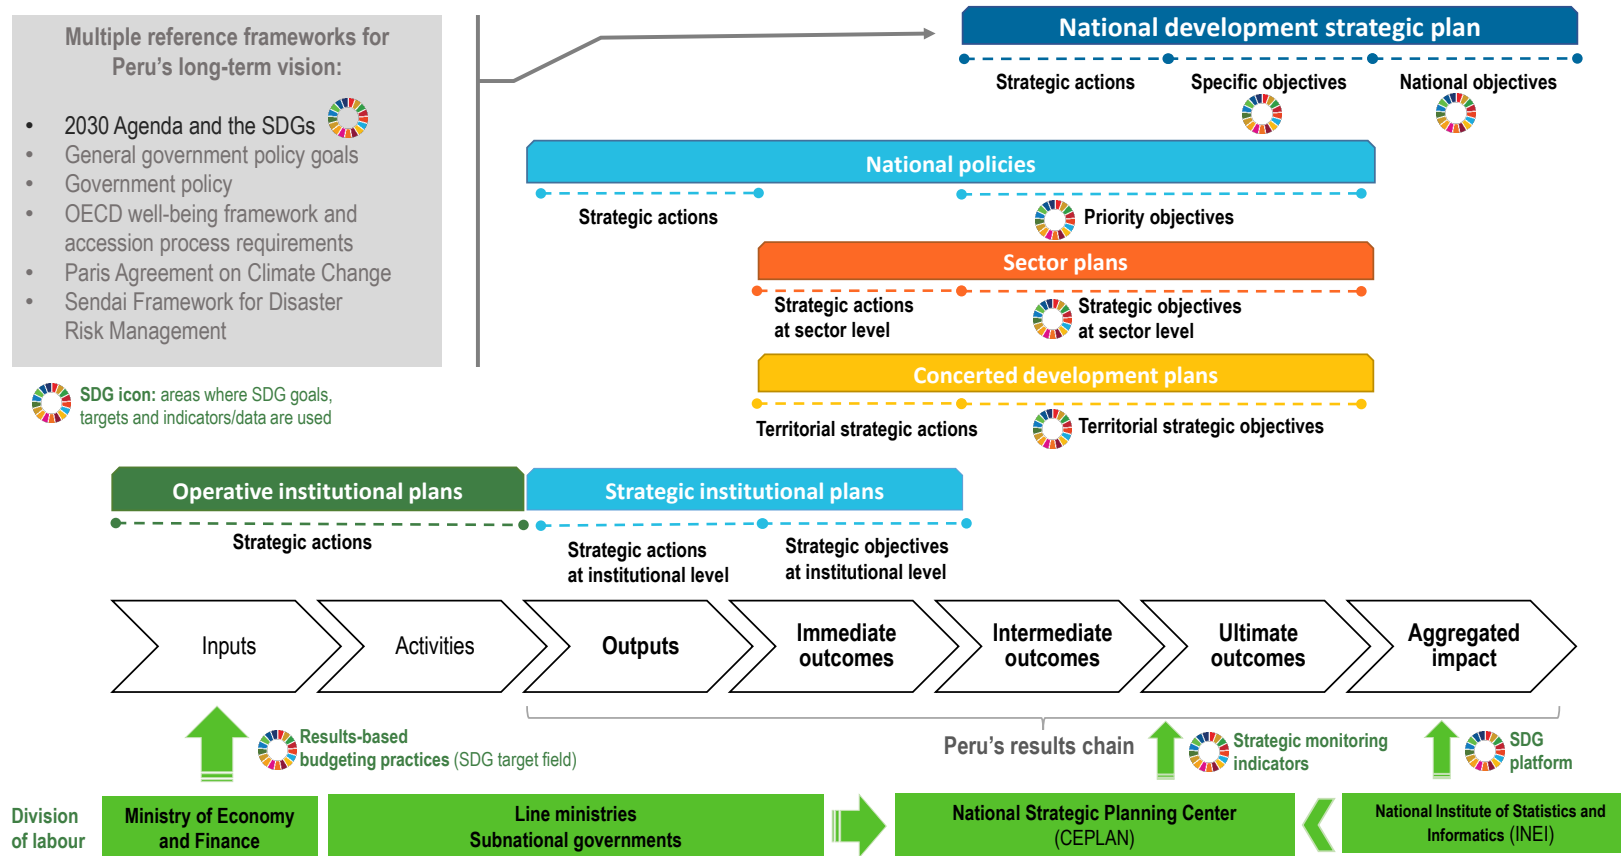 Multiple reference frameworks for
Peru's long-term vision:
• 2030 Agenda and the SDGs
• General government policy goals
• Government policy
• OECD well-being framework and
accession process requirements
• Paris Agreement on Climate Change
• Sendai Framework for Disaster
Risk Management
SDG icon: areas where SDG goals,
targets and indicators/data are used
National development strategic plan
Strategic actions
Specific objectives
National objectives
National policies
Strategic actions
Priority objectives
Sector plans
Strategic actions
at sector level
Strategic objectives
at sector level
Concerted development plans
Territorial strategic actions
Territorial strategic objectives
Operative institutional plans
Strategic actions
Strategic institutional plans
Strategic actions
at institutional level
Strategic objectives
at institutional level
Inputs
Activities
Outputs
Immediate
outcomes
Intermediate
outcomes
Ultimate
outcomes
Aggregated
impact
Results-based
budgeting practices (SDG target field)
Peru's results chain
Strategic monitoring
indicators
SDG
platform
Division
of labour
Ministry of Economy
and Finance
Line ministries
Subnational governments
National Strategic Planning Center
(CEPLAN)
National Institute of Statistics and
Informatics (INEI)